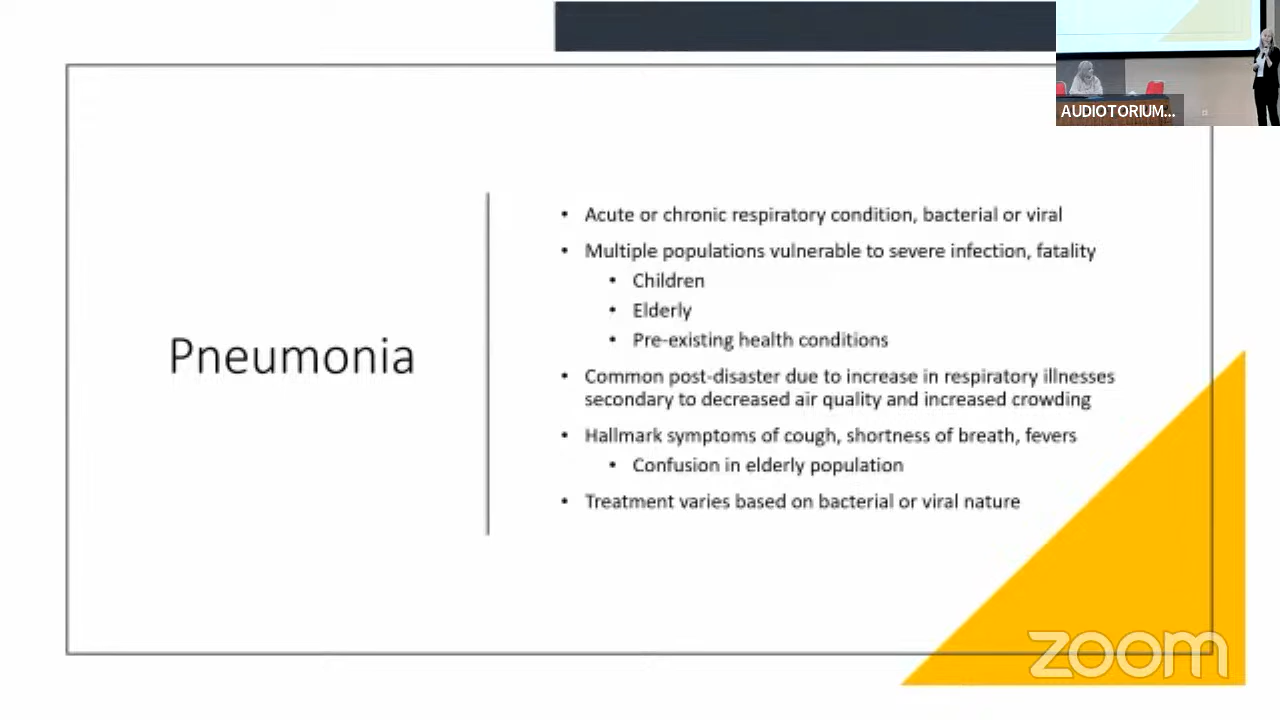 AUDIOTORIUM...
Pneumonia
• Acute or chronic respiratory condition, bacterial or viral
• Multiple populations vulnerable to severe infection, fatality
• Children
• Elderly
• Pre-existing health conditions
• Common post-disaster due to increase in respiratory illnesses
secondary to decreased air quality and increased crowding
• Hallmark symptoms of cough, shortness of breath, fevers
• Confusion in elderly population
• Treatment varies based on bacterial or viral nature
zoom